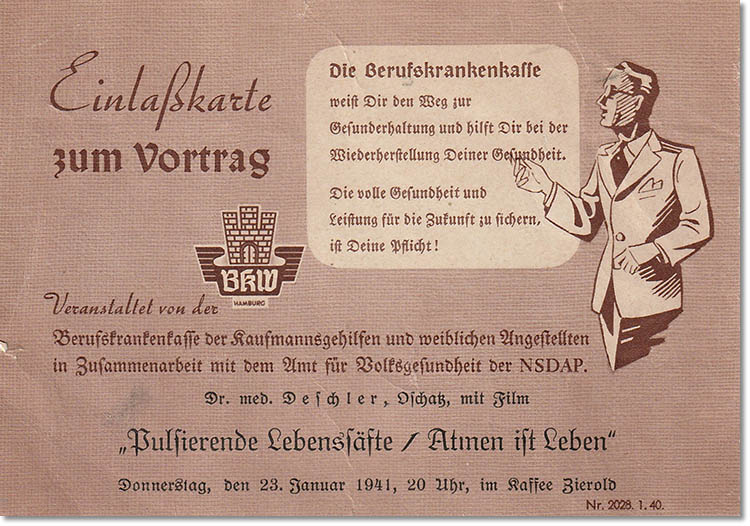 Einlaßkarte
zum Vortrag
Die Berufskrankenkasse
weist Dir den Weg zur
Gesunderhaltung und hilft Dir bei der
Wiederherstellung Deiner Gesundheit.
Die volle Gesundheit und
Leistung für die Zukunft zu sichern,
ist Deine Pflicht!
BKW
HAMBURG
Veranstaltet von der
Berufskrankenkasse der Kaufmannsgehilfen und weiblichen Angestellten
in Zusammenarbeit mit dem Amt für Volksgesundheit der NSDAP.
Dr. med. Deschler, Oschatz, mit Film
„Pulsierende Lebenssäfte / Atmen ist Leben“
Donnerstag, den 23. Januar 1941, 20 Uhr, im Kaffee Zierold
Nr. 2028. 1. 40.